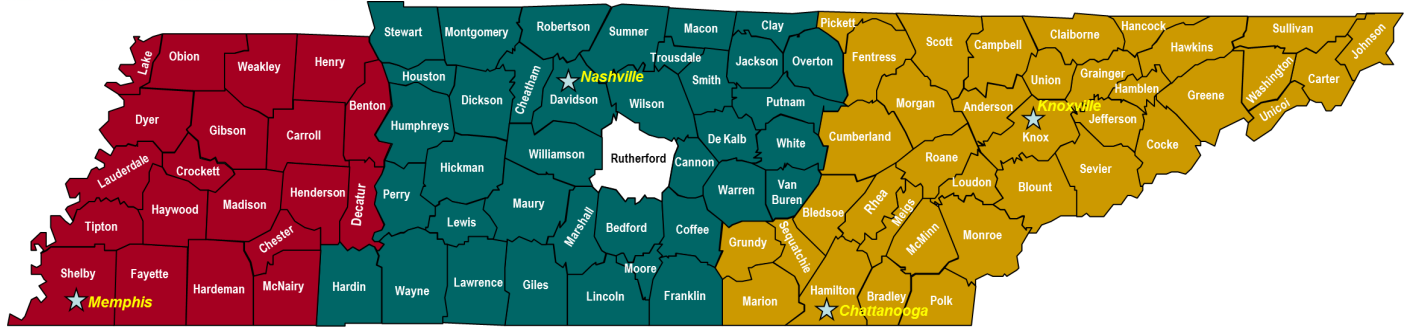 Lake
Obion
Weakley
Henry
Dyer
Gibson
Carroll
Benton
Lauderdale
Crockett
Haywood
Madison
Henderson
Decatur
Tipton
Chester
Shelby
Fayette
Hardeman
McNairy
Memphis
Stewart
Montgomery
Robertson
Sumner
Macon
Clay
Trousdale
Jackson
Overton
Houston
Dickson
Cheatham
Nashville
Davidson
Wilson
Smith
Putnam
Humphreys
Hickman
Williamson
Rutherford
Cannon
De Kalb
White
Warren
Van
Buren
Perry
Lewis
Maury
Marshall
Bedford
Coffee
Hardin
Wayne
Lawrence
Giles
Lincoln
Moore
Franklin
Pickett
Fentress
Scott
Campbell
Claiborne
Hancock
Hawkins
Sullivan
Johnson
Union
Grainger
Hamblen
Greene
Washington
Carter
Unicoi
Morgan
Anderson
Knoxville
Knox
Jefferson
Cocke
Cumberland
Roane
Loudon
Blount
Sevier
Bledsoe
Rhea
Meigs
McMinn
Monroe
Grundy
Sequatchie
Marion
Hamilton
Chattanooga
Bradley
Polk